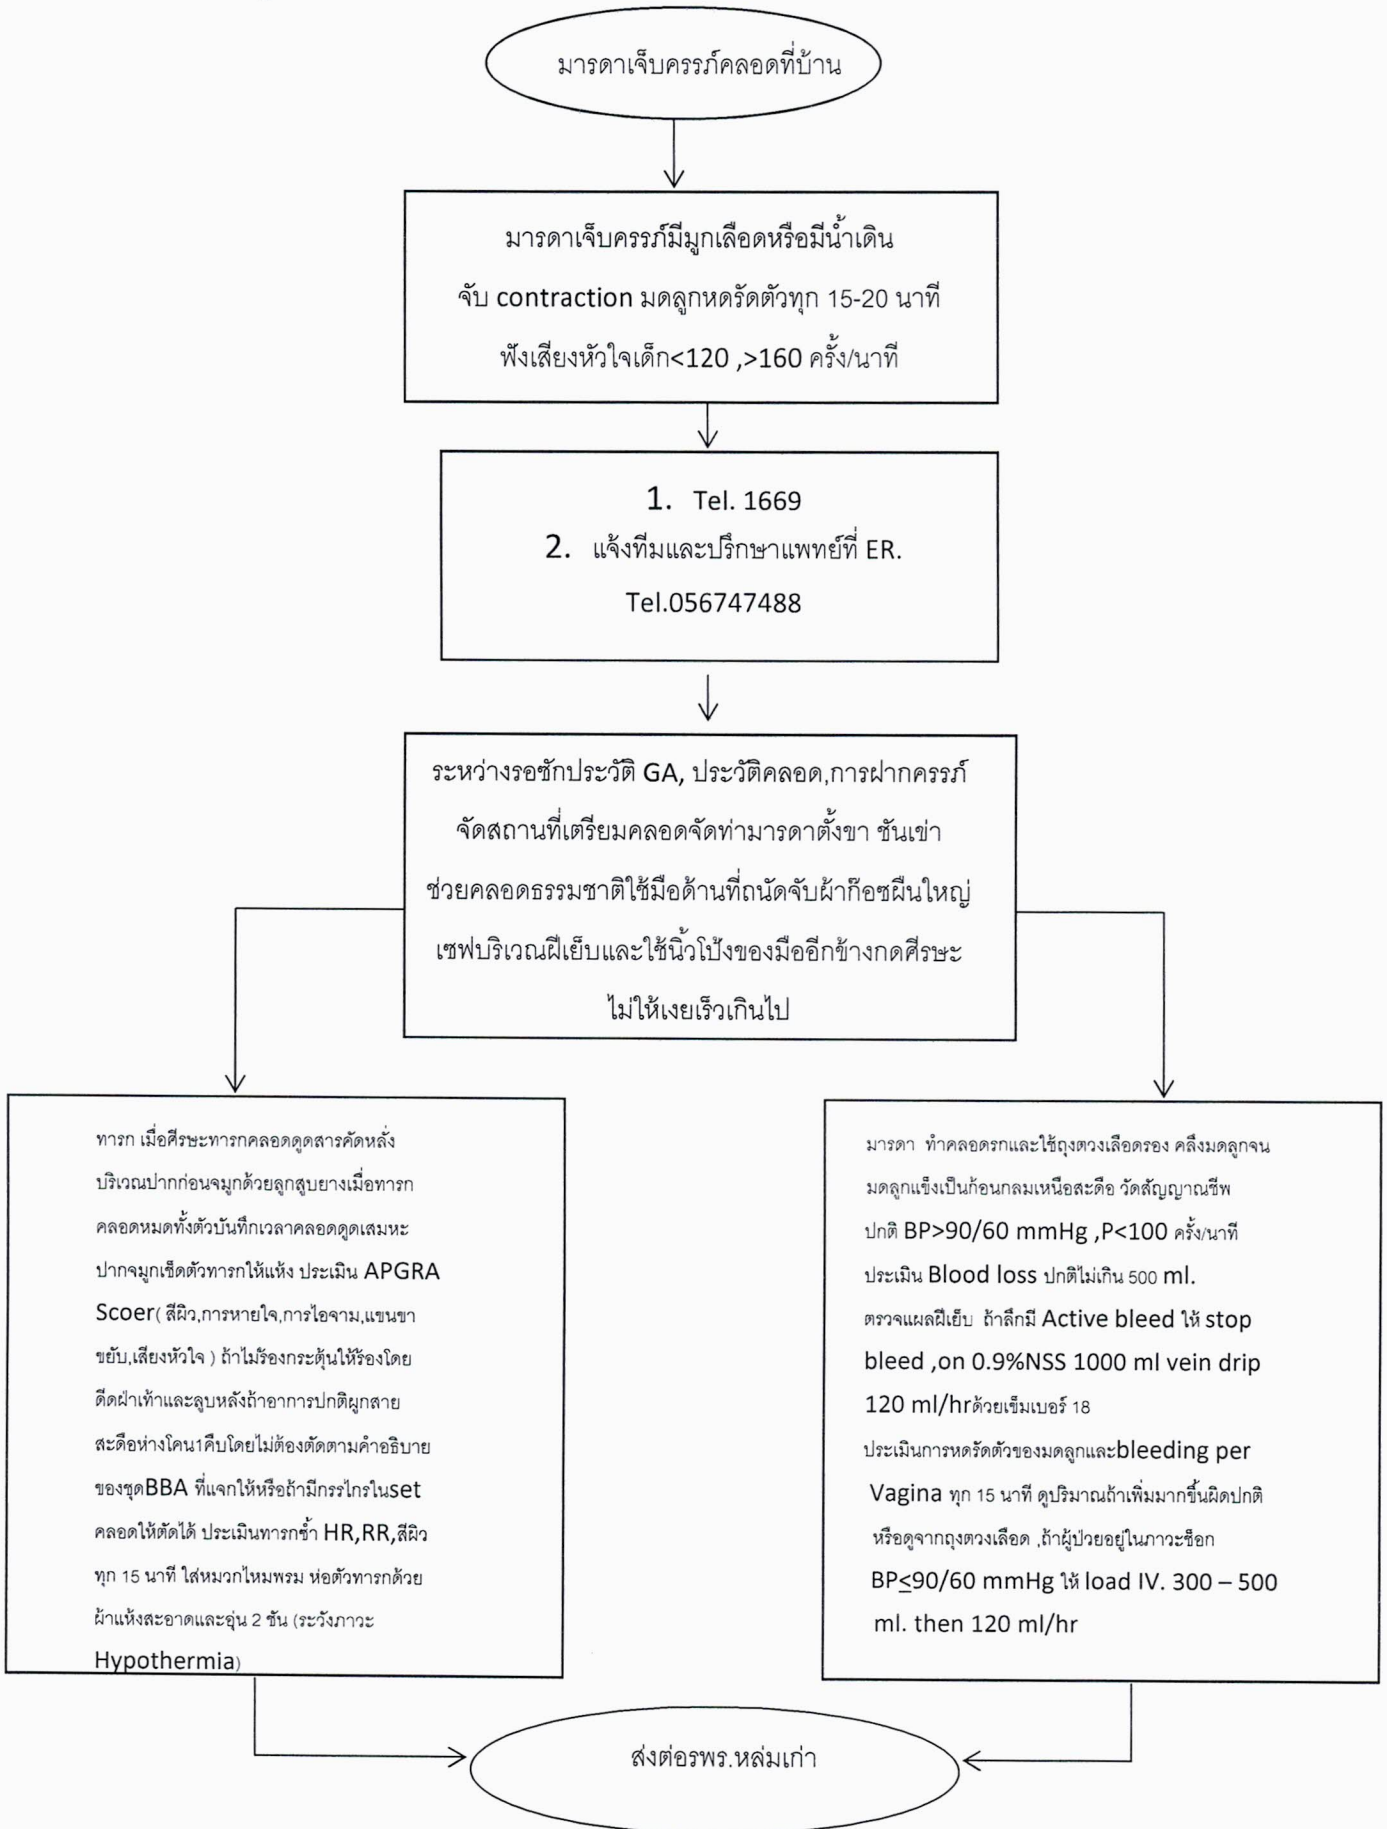 มารดาเจ็บครรภ์คลอดที่บ้าน
มารดาเจ็บครรภ์มีมูกเลือดหรือมีน้ำเดิน
จับ contraction มดลูกหดรัดตัวทุก 15-20 นาที
ฟังเสียงหัวใจเด็ก<120 ,>160 ครั้ง/นาที
1. Tel. 1669
2. แจ้งทีมและปรึกษาแพทย์ที่ ER.
Tel.056747488
ระหว่างรอซักประวัติ GA, ประวัติคลอด,การฝากครรภ์
จัดสถานที่เตรียมคลอดจัดท่ามารดาตั้งขา ชันเข่า
ช่วยคลอดธรรมชาติใช้มือด้านที่ถนัดจับผ้าก๊อซผืนใหญ่
เซฟบริเวณฝีเย็บและใช้นิ้วโป้งของมืออีกข้างกดศีรษะ
ไม่ให้เงยเร็วเกินไป
ทารก เมื่อศีรษะทารกคลอดดูดสารคัดหลั่ง
บริเวณปากก่อนจมูกด้วยลูกสูบยางเมื่อทารก
คลอดหมดทั้งตัวบันทึกเวลาคลอดดูดเสมหะ
ปากจมูกเช็ดตัวทารกให้แห้ง ประเมิน APGRA
Scoer( สีผิว,การหายใจ,การไอจาม,แขนขา
ขยับ,เสียงหัวใจ ) ถ้าไม่ร้องกระตุ้นให้ร้องโดย
ดีดฝ่าเท้าและลูบหลังถ้าอาการปกติผูกสาย
สะดือห่างโคน1คืบโดยไม่ต้องตัดตามคำอธิบาย
ของชุดBBA ที่แจกให้หรือถ้ามีกรรไกรในset
คลอดให้ตัดได้ ประเมินทารกซ้ำ HR,RR,สีผิว
ทุก 15 นาที ใส่หมวกไหมพรม ห่อตัวทารกด้วย
ผ้าแห้งสะอาดและอุ่น 2 ชั้น (ระวังภาวะ
Hypothermia)
มารดา ทำคลอดรกและใช้ถุงตวงเลือดรอง คลึงมดลูกจน
มดลูกแข็งเป็นก้อนกลมเหนือสะดือ วัดสัญญาณชีพ
ปกติ BP>90/60 mmHg ,P<100 ครั้ง/นาที
ประเมิน Blood loss ปกติไม่เกิน 500 ml.
ตรวจแผลฝีเย็บ ถ้าลึกมี Active bleed ให้ stop
bleed ,on 0.9%NSS 1000 ml vein drip
120 ml/hrด้วยเข็มเบอร์ 18
ประเมินการหดรัดตัวของมดลูกและbleeding per
Vagina ทุก 15 นาที ดูปริมาณถ้าเพิ่มมากขึ้นผิดปกติ
หรือดูจากถุงตวงเลือด ,ถ้าผู้ป่วยอยู่ในภาวะช็อก
BP≤90/60 mmHg ให้ load IV. 300 – 500
ml. then 120 ml/hr
ส่งต่อรพร.หล่มเก่า